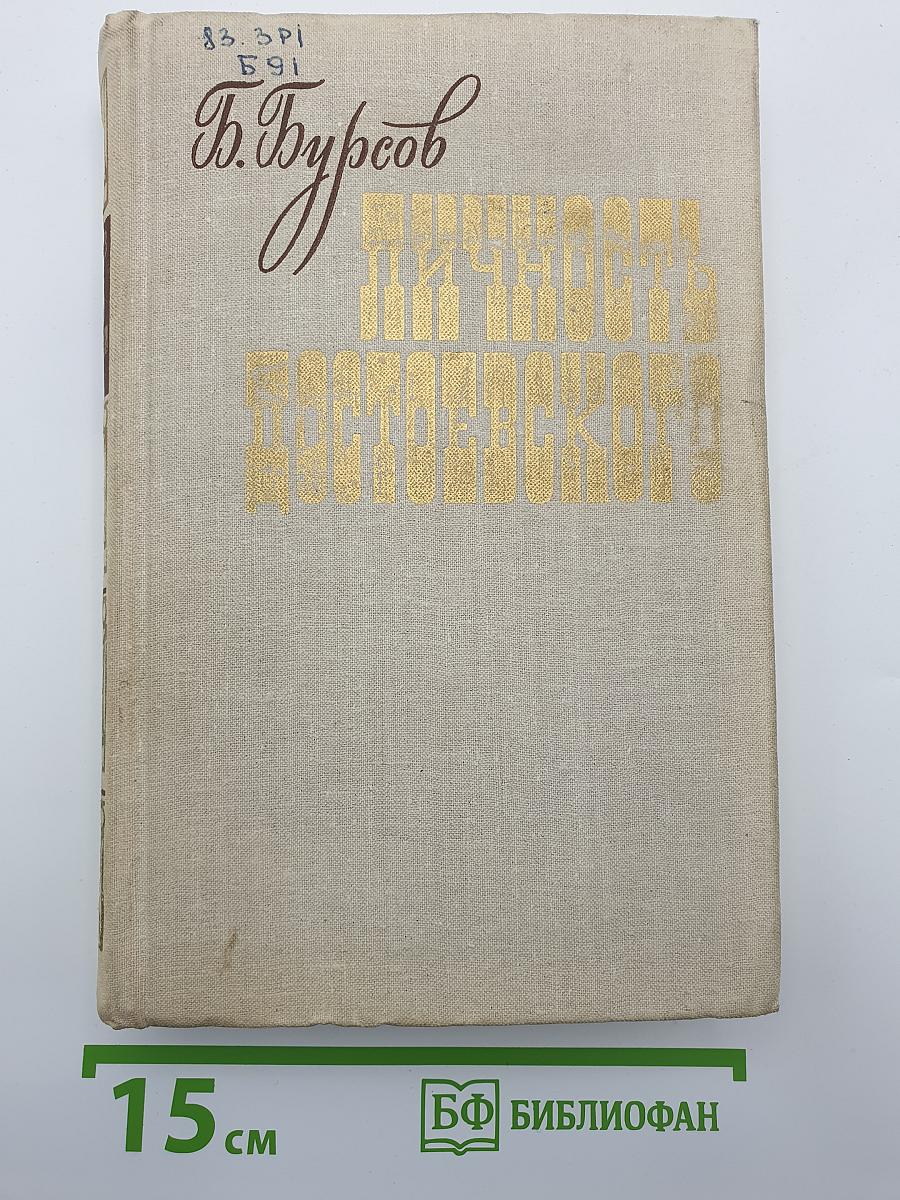 83.3Р1
Б91
Б. Бурсов
ЛИЧНОСТЬ
ДОСТОЕВСКОГО
15 см
БФ БИБЛИОФАН